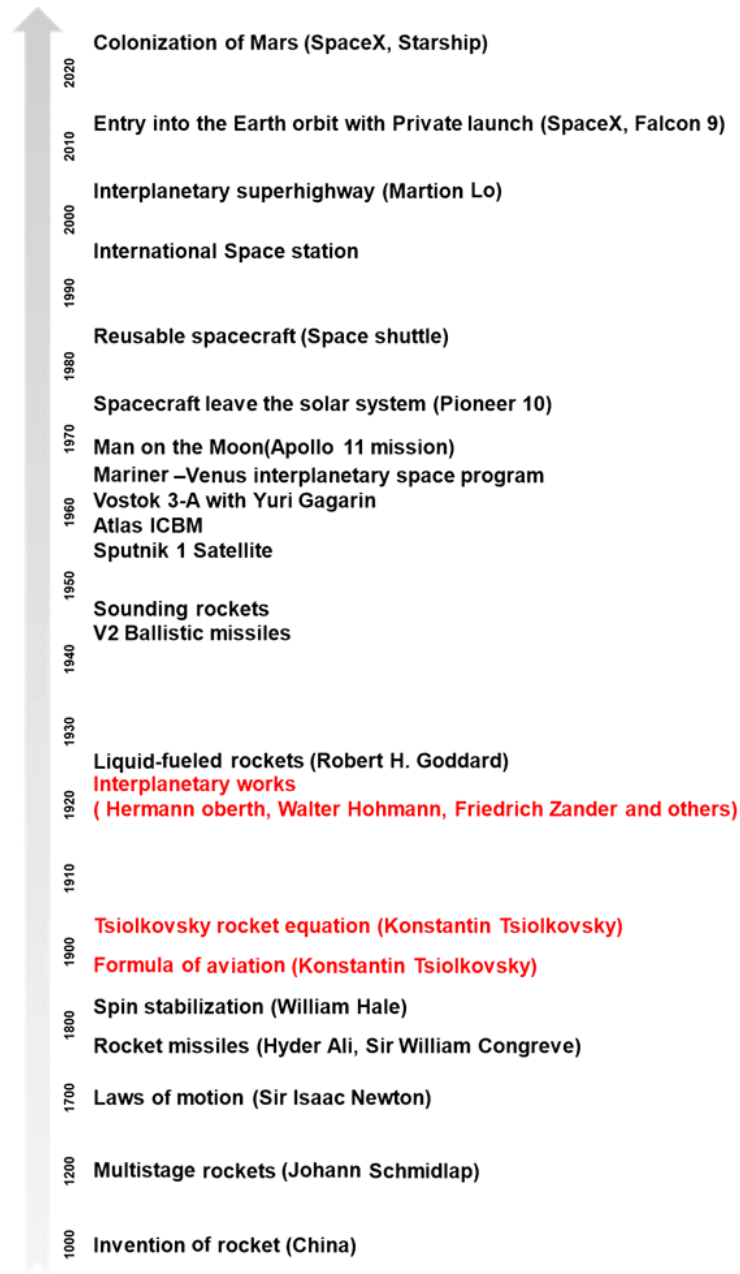 Colonization of Mars (SpaceX, Starship)
2020
Entry into the Earth orbit with Private launch (SpaceX, Falcon 9)
2010
Interplanetary superhighway (Martion Lo)
2000
International Space station
1990
Reusable spacecraft (Space shuttle)
1980
Spacecraft leave the solar system (Pioneer 10)
1970
Man on the Moon(Apollo 11 mission)
Mariner –Venus interplanetary space program
Vostok 3-A with Yuri Gagarin
1960
Atlas ICBM
Sputnik 1 Satellite
1950
Sounding rockets
V2 Ballistic missiles
1940
1930
Liquid-fueled rockets (Robert H. Goddard)
Interplanetary works
1920
( Hermann oberth, Walter Hohmann, Friedrich Zander and others)
1910
Tsiolkovsky rocket equation (Konstantin Tsiolkovsky)
1900
Formula of aviation (Konstantin Tsiolkovsky)
Spin stabilization (William Hale)
1800
Rocket missiles (Hyder Ali, Sir William Congreve)
1700
Laws of motion (Sir Isaac Newton)
1200
Multistage rockets (Johann Schmidlap)
1000
Invention of rocket (China)